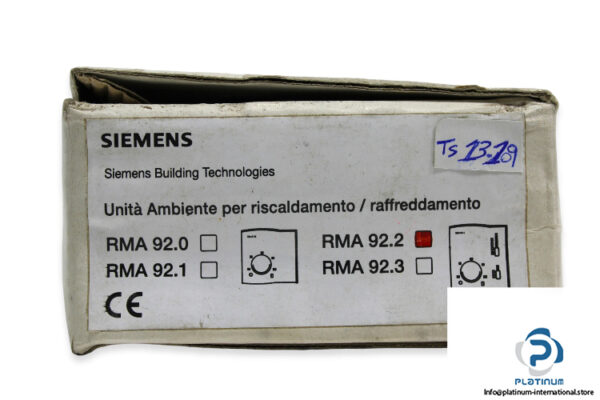 SIEMENS
Ts 13.109
Siemens Building Technologies
Unità Ambiente per riscaldamento / raffreddamento
RMA 92.0
RMA 92.2
RMA 92.1
RMA 92.3
CE
PLATINUM
Info@platinum-international.store